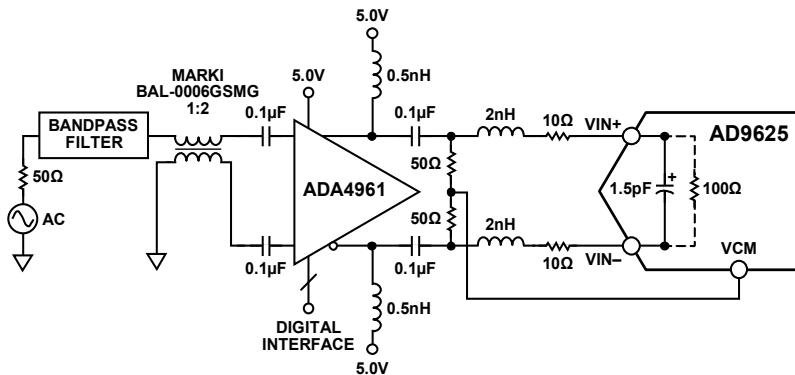 5.0V
MARKI
BAL-0006GSMG
1:2
5.0V
0.5nH
0.1µF
0.1µF
2nH
10Ω
VIN+
BANDPASS
FILTER
AD9625
50Ω
50Ω
ADA4961
1.5pF
+
100Ω
AC
50Ω
2nH
VCM
0.1µF
0.1µF
10Ω
VIN–
0.5nH
DIGITAL
INTERFACE
5.0V